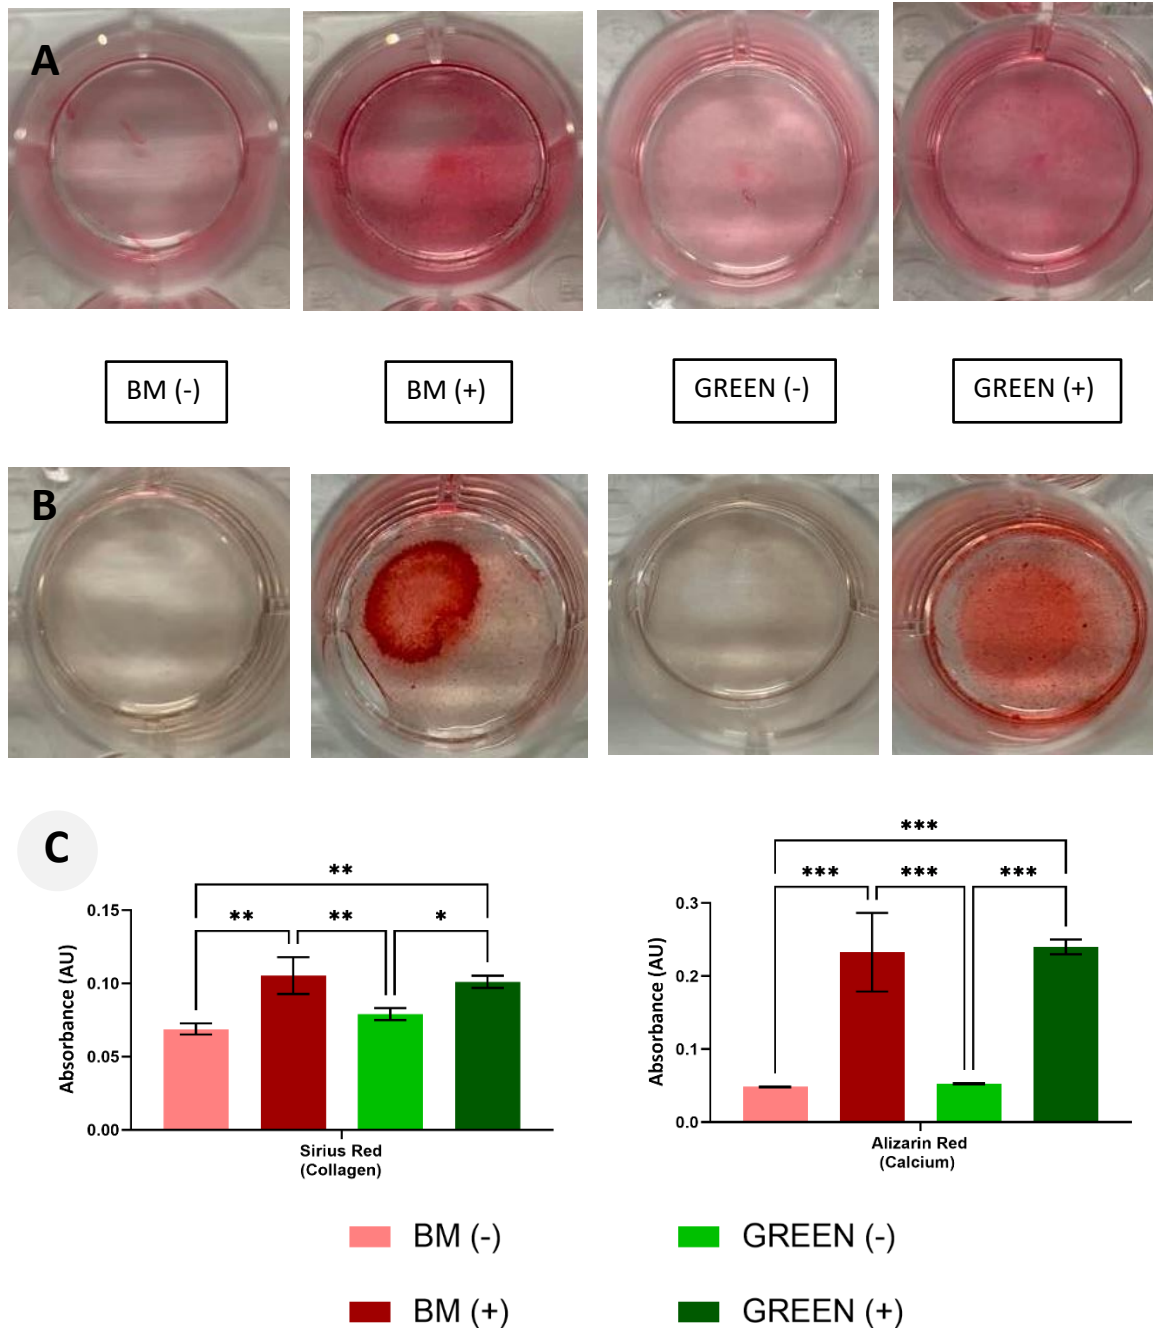 A
BM (-)
BM (+)
GREEN (-)
GREEN (+)
B
C
**
**
**
*
0.15
0.10
0.05
0.00
Absorbance (AU)
Sirius Red
(Collagen)
***
***
***
***
0.3
0.2
0.1
0.0
Absorbance (AU)
Alizarin Red
(Calcium)
BM (-)
GREEN (-)
BM (+)
GREEN (+)